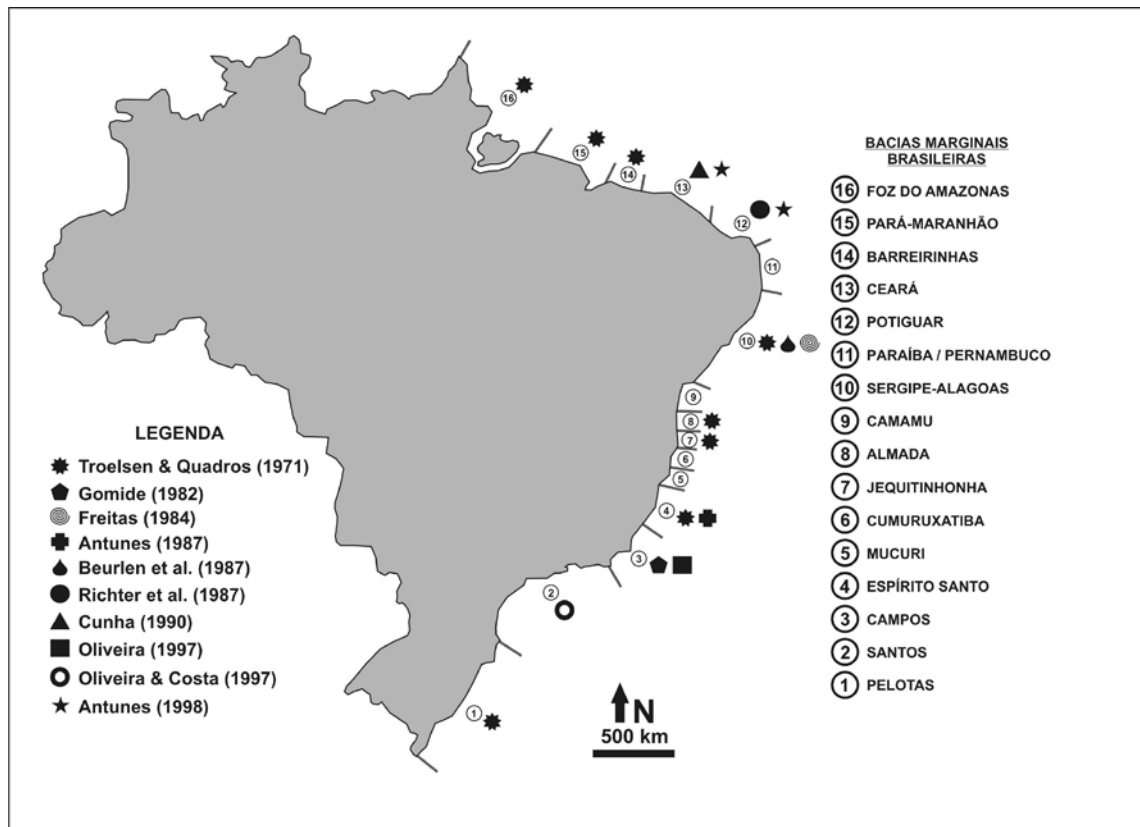 16
15
14
13
12
11
10
9
8
7
6
5
4
3
2
1
LEGENDA
Troelsen & Quadros (1971)
Gomide (1982)
Freitas (1984)
Antunes (1987)
Beurlen et al. (1987)
Richter et al. (1987)
Cunha (1990)
Oliveira (1997)
Oliveira & Costa (1997)
Antunes (1998)
N
500 km
BACIAS MARGINAIS
BRASILEIRAS
16 FOZ DO AMAZONAS
15 PARÁ-MARANHÃO
14 BARREIRINHAS
13 CEARÁ
12 POTIGUAR
11 PARAÍBA / PERNAMBUCO
10 SERGIPE-ALAGOAS
9 CAMAMU
8 ALMADA
7 JEQUITINHONHA
6 CUMURUXATIBA
5 MUCURI
4 ESPÍRITO SANTO
3 CAMPOS
2 SANTOS
1 PELOTAS